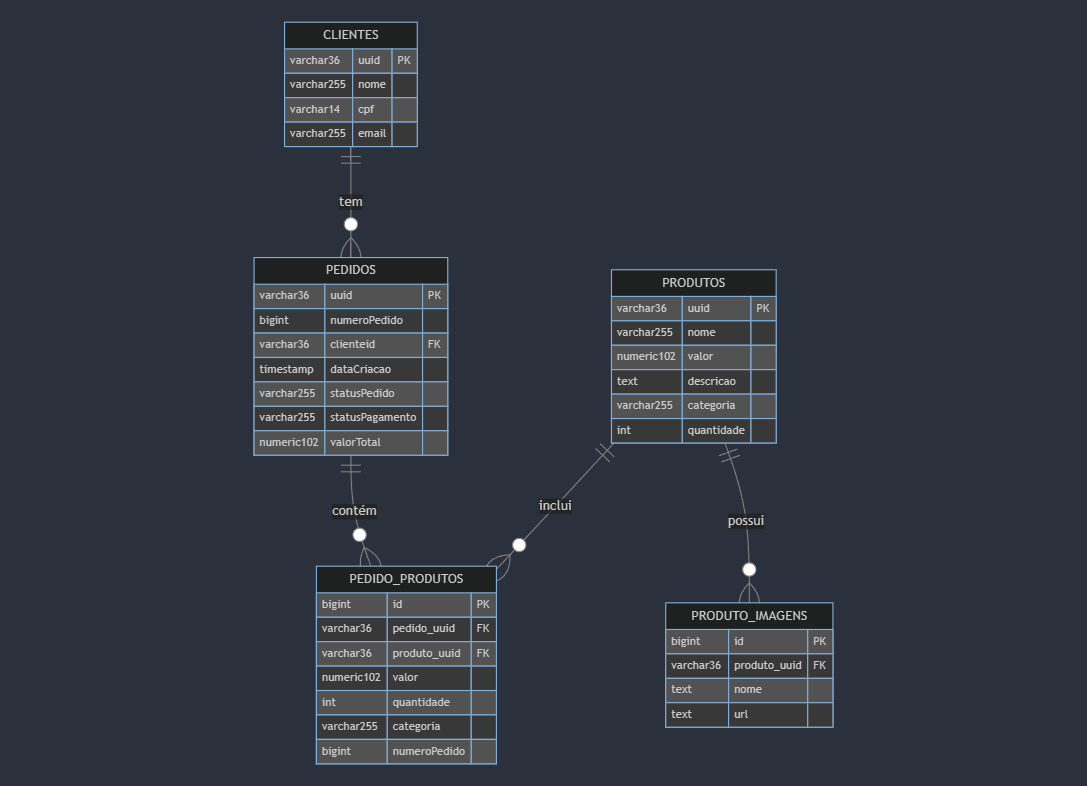 CLIENTES
varchar36 uuid PK
varchar255 nome
varchar14 cpf
varchar255 email
tem
PEDIDOS
varchar36 uuid PK
bigint numeroPedido
varchar36 clienteid FK
timestamp dataCriacao
varchar255 statusPedido
varchar255 statusPagamento
numeric102 valorTotal
PRODUTOS
varchar36 uuid PK
varchar255 nome
numeric102 valor
text descricao
varchar255 categoria
int quantidade
contém
inclui
possui
PEDIDO_PRODUTOS
bigint id PK
varchar36 pedido_uuid FK
varchar36 produto_uuid FK
numeric102 valor
int quantidade
varchar255 categoria
bigint numeroPedido
PRODUTO_IMAGENS
bigint id PK
varchar36 produto_uuid FK
text nome
text url